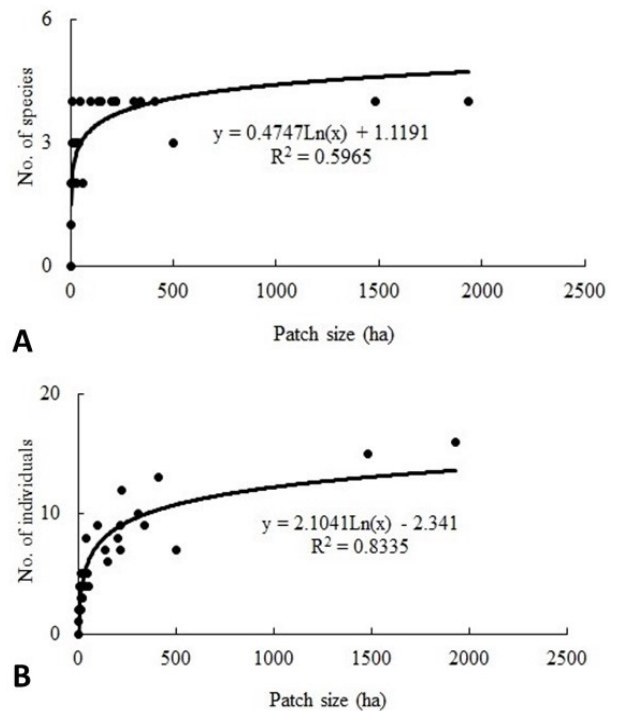 6
No. of species
3
y = 0.4747Ln(x) + 1.1191
R² = 0.5965
0
0 500 1000 1500 2000 2500
Patch size (ha)
A
20
No. of individuals
10
y = 2.1041Ln(x) - 2.341
R² = 0.8335
0
0 500 1000 1500 2000 2500
Patch size (ha)
B